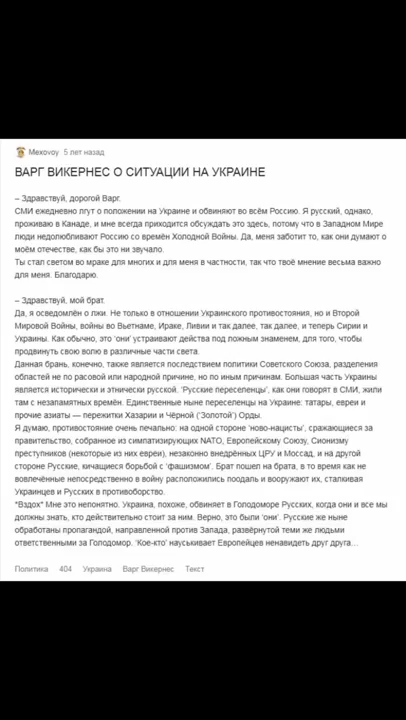 Mexovoy 5 лет назад
ВАРГ ВИКЕРНЕС О СИТУАЦИИ НА УКРАИНЕ
– Здравствуй, дорогой Варг.
СМИ ежедневно лгут о положении на Украине и обвиняют во всём Россию. Я русский, однако,
проживаю в Канаде, и мне всегда приходится обсуждать это здесь, потому что в Западном Мире
люди недолюбливают Россию со времён Холодной Войны. Да, меня заботит то, как они думают о
моём отечестве, как бы это ни звучало.
Ты стал светом во мраке для многих и для меня в частности, так что твоё мнение весьма важно
для меня. Благодарю.
– Здравствуй, мой брат.
Да, я осведомлён о лжи. Не только в отношении Украинского противостояния, но и Второй
Мировой Войны, войны во Вьетнаме, Ираке, Ливии и так далее, так далее, и теперь Сирии и
Украины. Как обычно, это 'они' устраивают действа под ложным знаменем, для того, чтобы
продвинуть свою волю в различные части света.
Данная брань, конечно, также является последствием политики Советского Союза, разделения
областей не по расовой или народной причине, но по иным причинам. Большая часть Украины
является исторически и этнически русской. 'Русские переселенцы', как они говорят в СМИ, жили
там с незапамятных времён. Единственные ныне переселенцы на Украине: татары, евреи и
прочие азиаты — пережитки Хазарии и Чёрной ('Золотой') Орды.
Я думаю, противостояние очень печально: на одной стороне 'ново-нацисты', сражающиеся за
правительство, собранное из симпатизирующих NATO, Европейскому Союзу, Сионизму
преступников (некоторые из них евреи), незаконно внедрённых ЦРУ и Моссад, и на другой
стороне Русские, кичащиеся борьбой с 'фашизмом'. Брат пошел на брата, в то время как не
вовлечённые непосредственно в войну расположились поодаль и вооружают их, сталкивая
Украинцев и Русских в противоборство.
*Вздох* Мне это непонятно. Украина, похоже, обвиняет в Голодоморе Русских, когда они и все мы
должны знать, кто действительно стоит за ним. Верно, это были 'они'. Русские же ныне
обработаны пропагандой, направленной против Запада, развёрнутой теми же людьми
ответственными за Голодомор. 'Кое-кто' науськивает Европейцев ненавидеть друг друга…
Политика 404 Украина Варг Викернес Текст